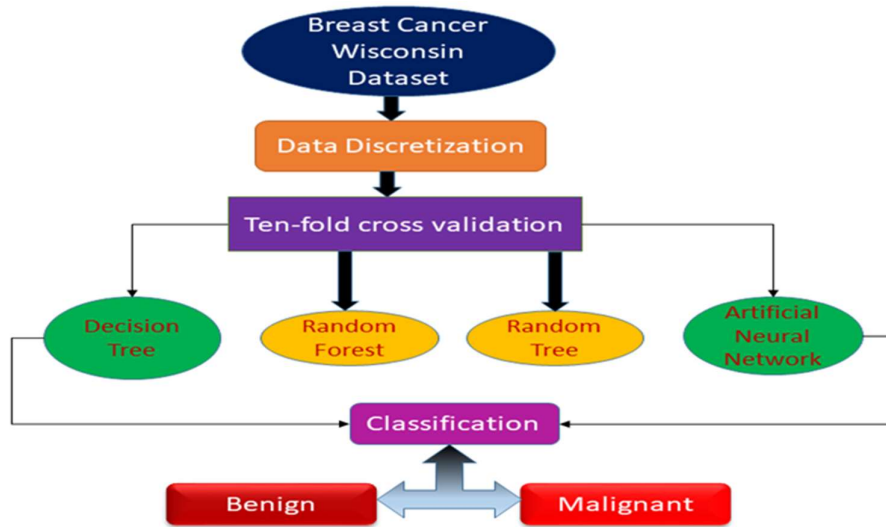 Breast Cancer
Wisconsin
Dataset
Data Discretization
Ten-fold cross validation
Decision
Tree
Random
Forest
Random
Tree
Artificial
Neural
Network
Classification
Benign
Malignant